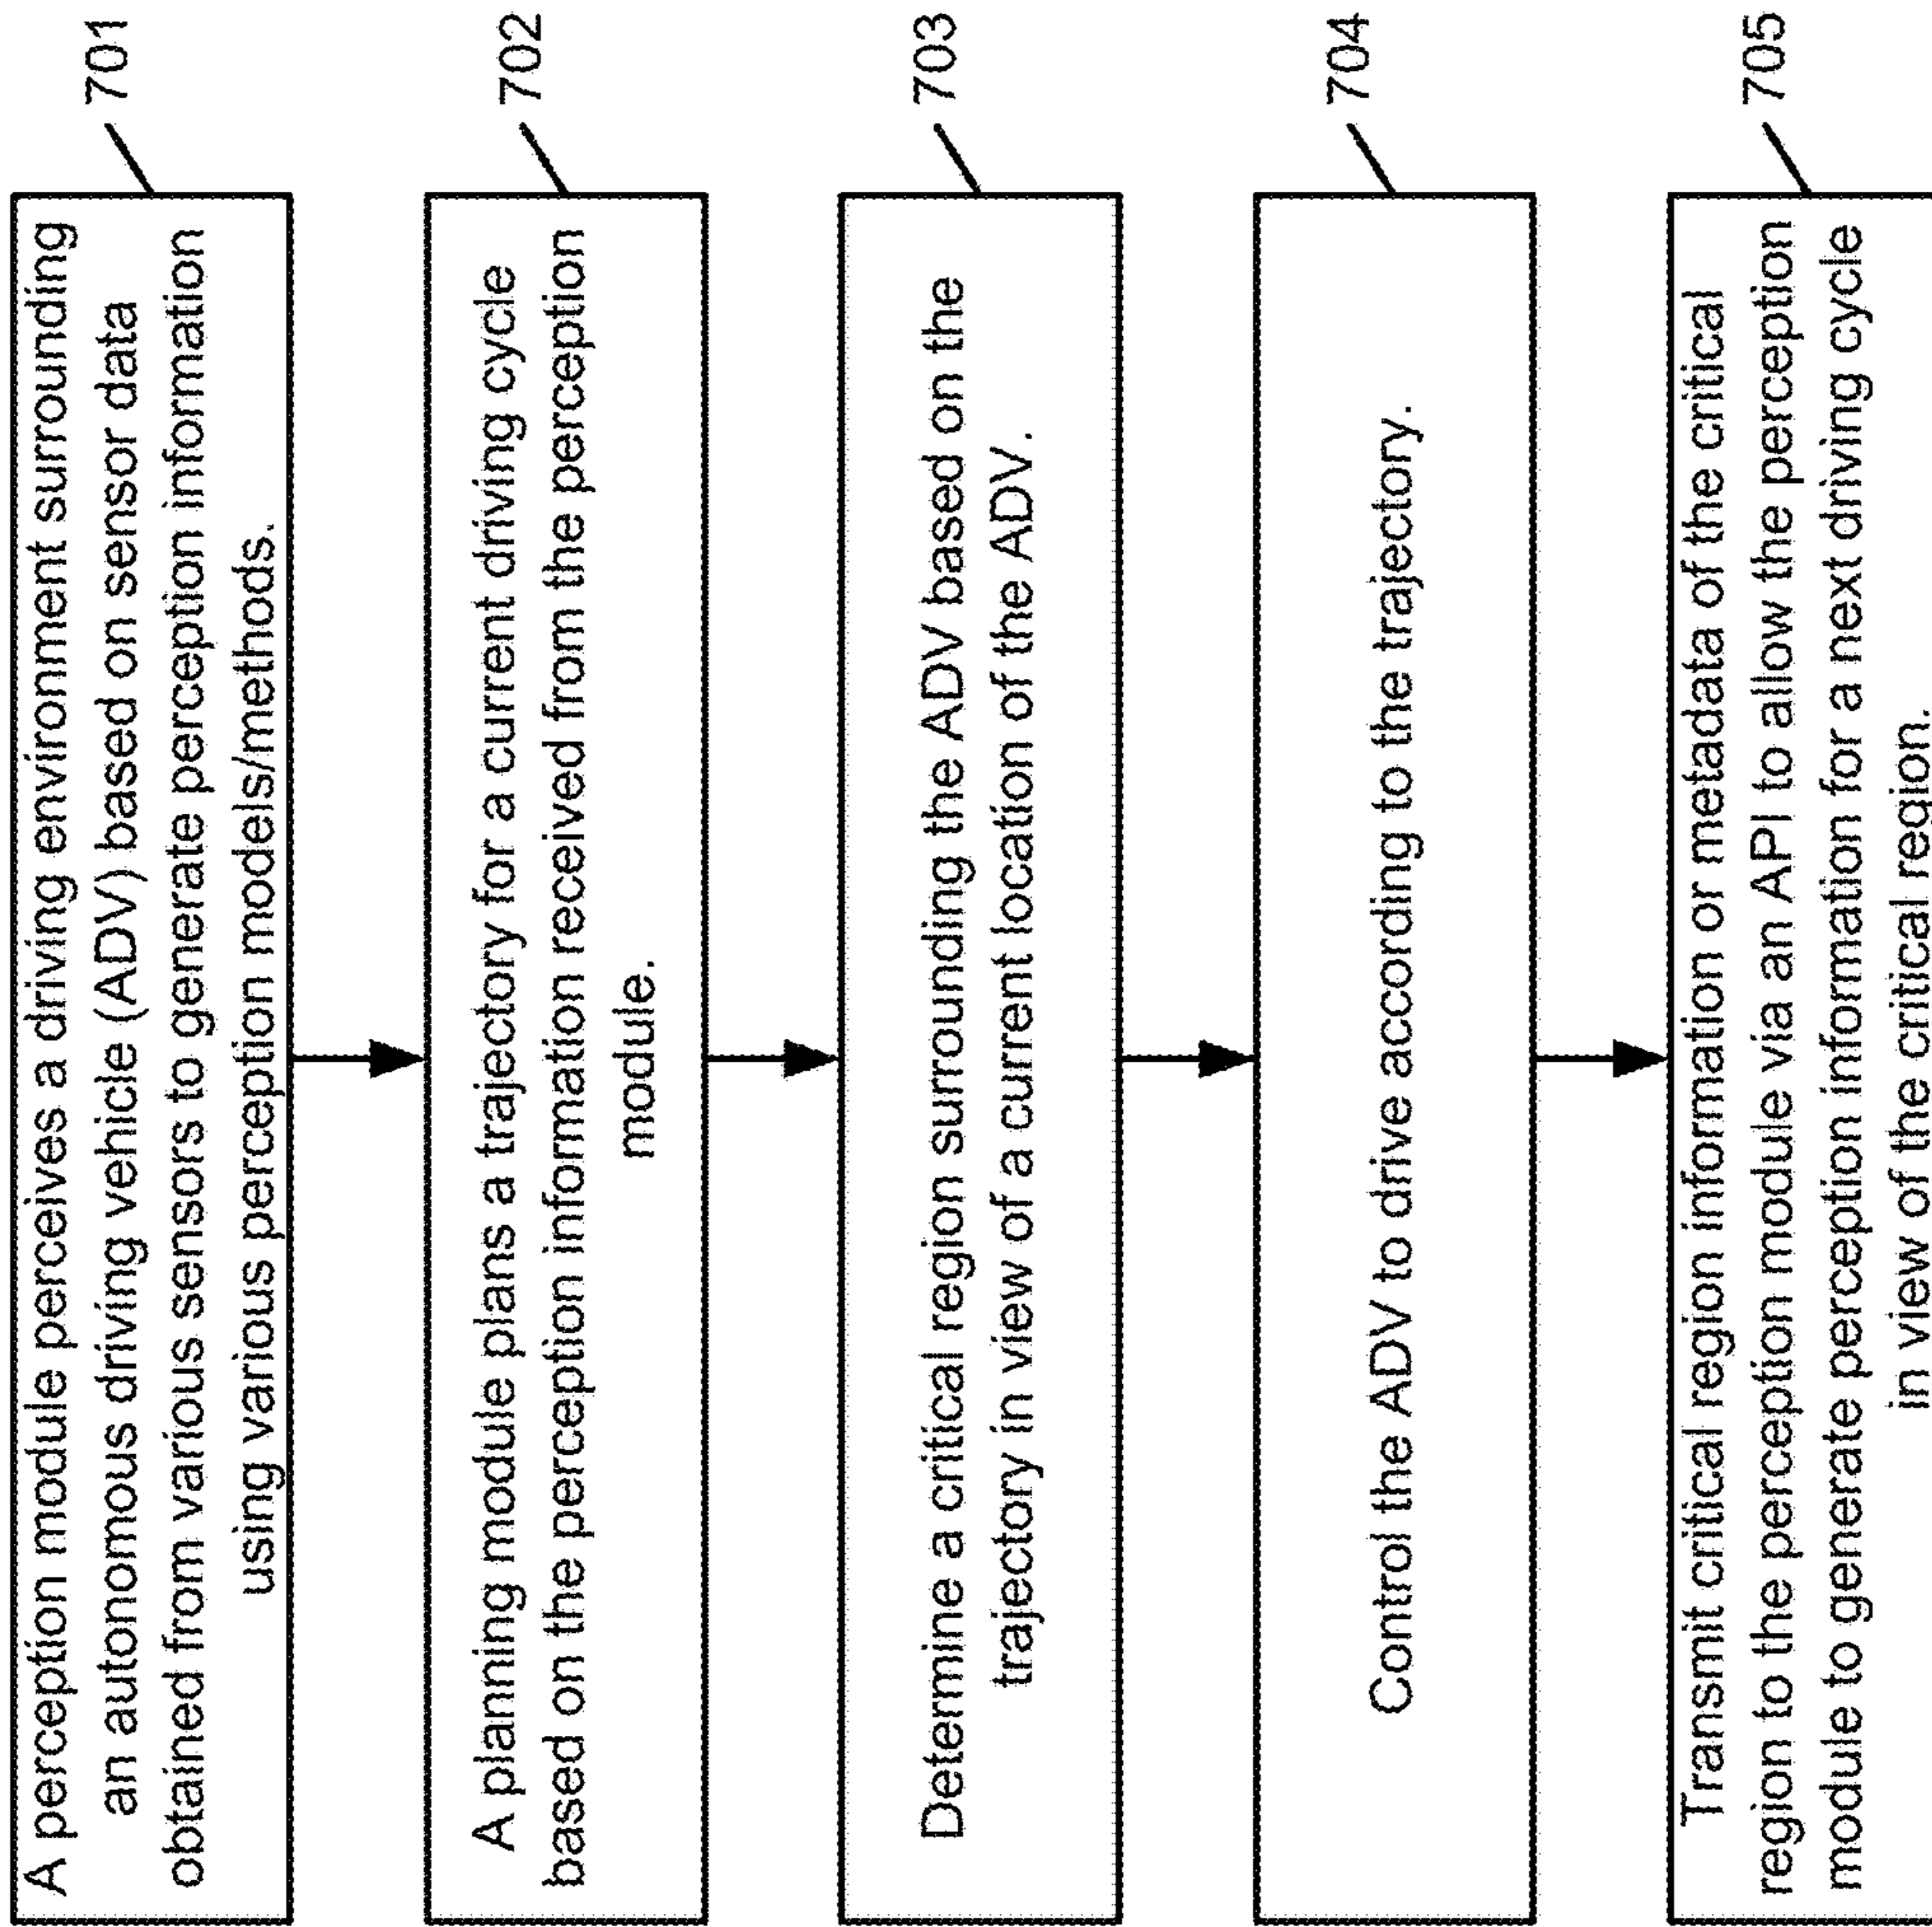 A perception module perceives a driving environment surrounding
an autonomous driving vehicle (ADV) based on sensor data
obtained from various sensors to generate perception information
using various perception models/methods.
701
A planning module plans a trajectory for a current driving cycle
based on the perception information received from the perception
module.
702
Determine a critical region surrounding the ADV based on the
trajectory in view of a current location of the ADV.
703
Control the ADV to drive according to the trajectory.
704
Transmit critical region information or metadata of the critical
region to the perception module via an API to allow the perception
module to generate perception information for a next driving cycle
in view of the critical region.
705